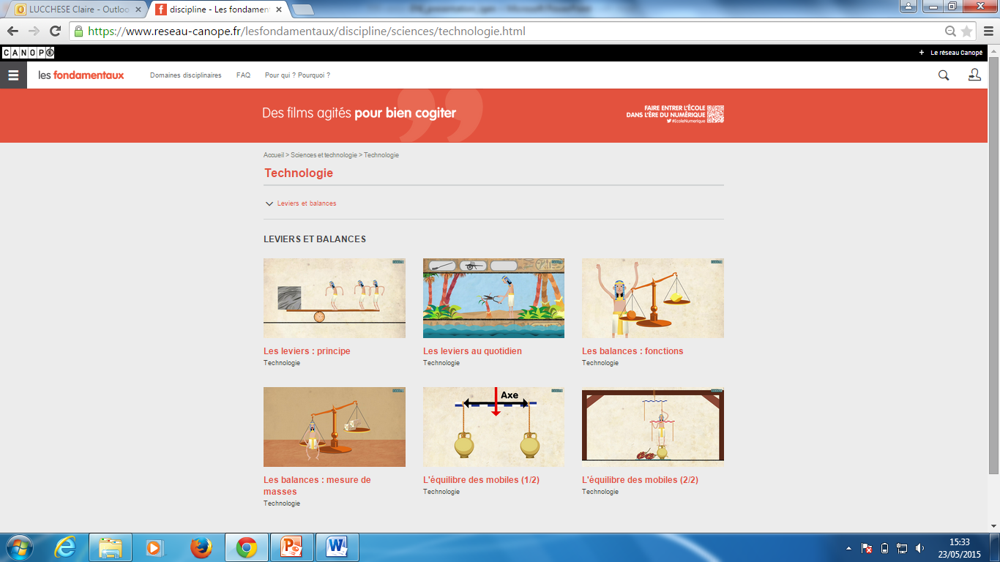 LUCCHESE Claire - Outloo
discipline - Les fondamen
https://www.reseau-canope.fr/lesfondamentaux/discipline/sciences/technologie.html
CANOPÉ
+ Le réseau Canopé
les fondamentaux
Domaines disciplinaires FAQ Pour qui ? Pourquoi ?
Des films agités pour bien cogiter
FAIRE ENTRER L'ÉCOLE
DANS L'ÈRE DU NUMÉRIQUE
#EcoleNumerique
Accueil > Sciences et technologie > Technologie
Technologie
Leviers et balances
LEVIERS ET BALANCES
Les leviers : principe
Technologie
Les leviers au quotidien
Technologie
Les balances : fonctions
Technologie
Axe
Les balances : mesure de
masses
Technologie
L'équilibre des mobiles (1/2)
Technologie
L'équilibre des mobiles (2/2)
Technologie
15:33
23/05/2015